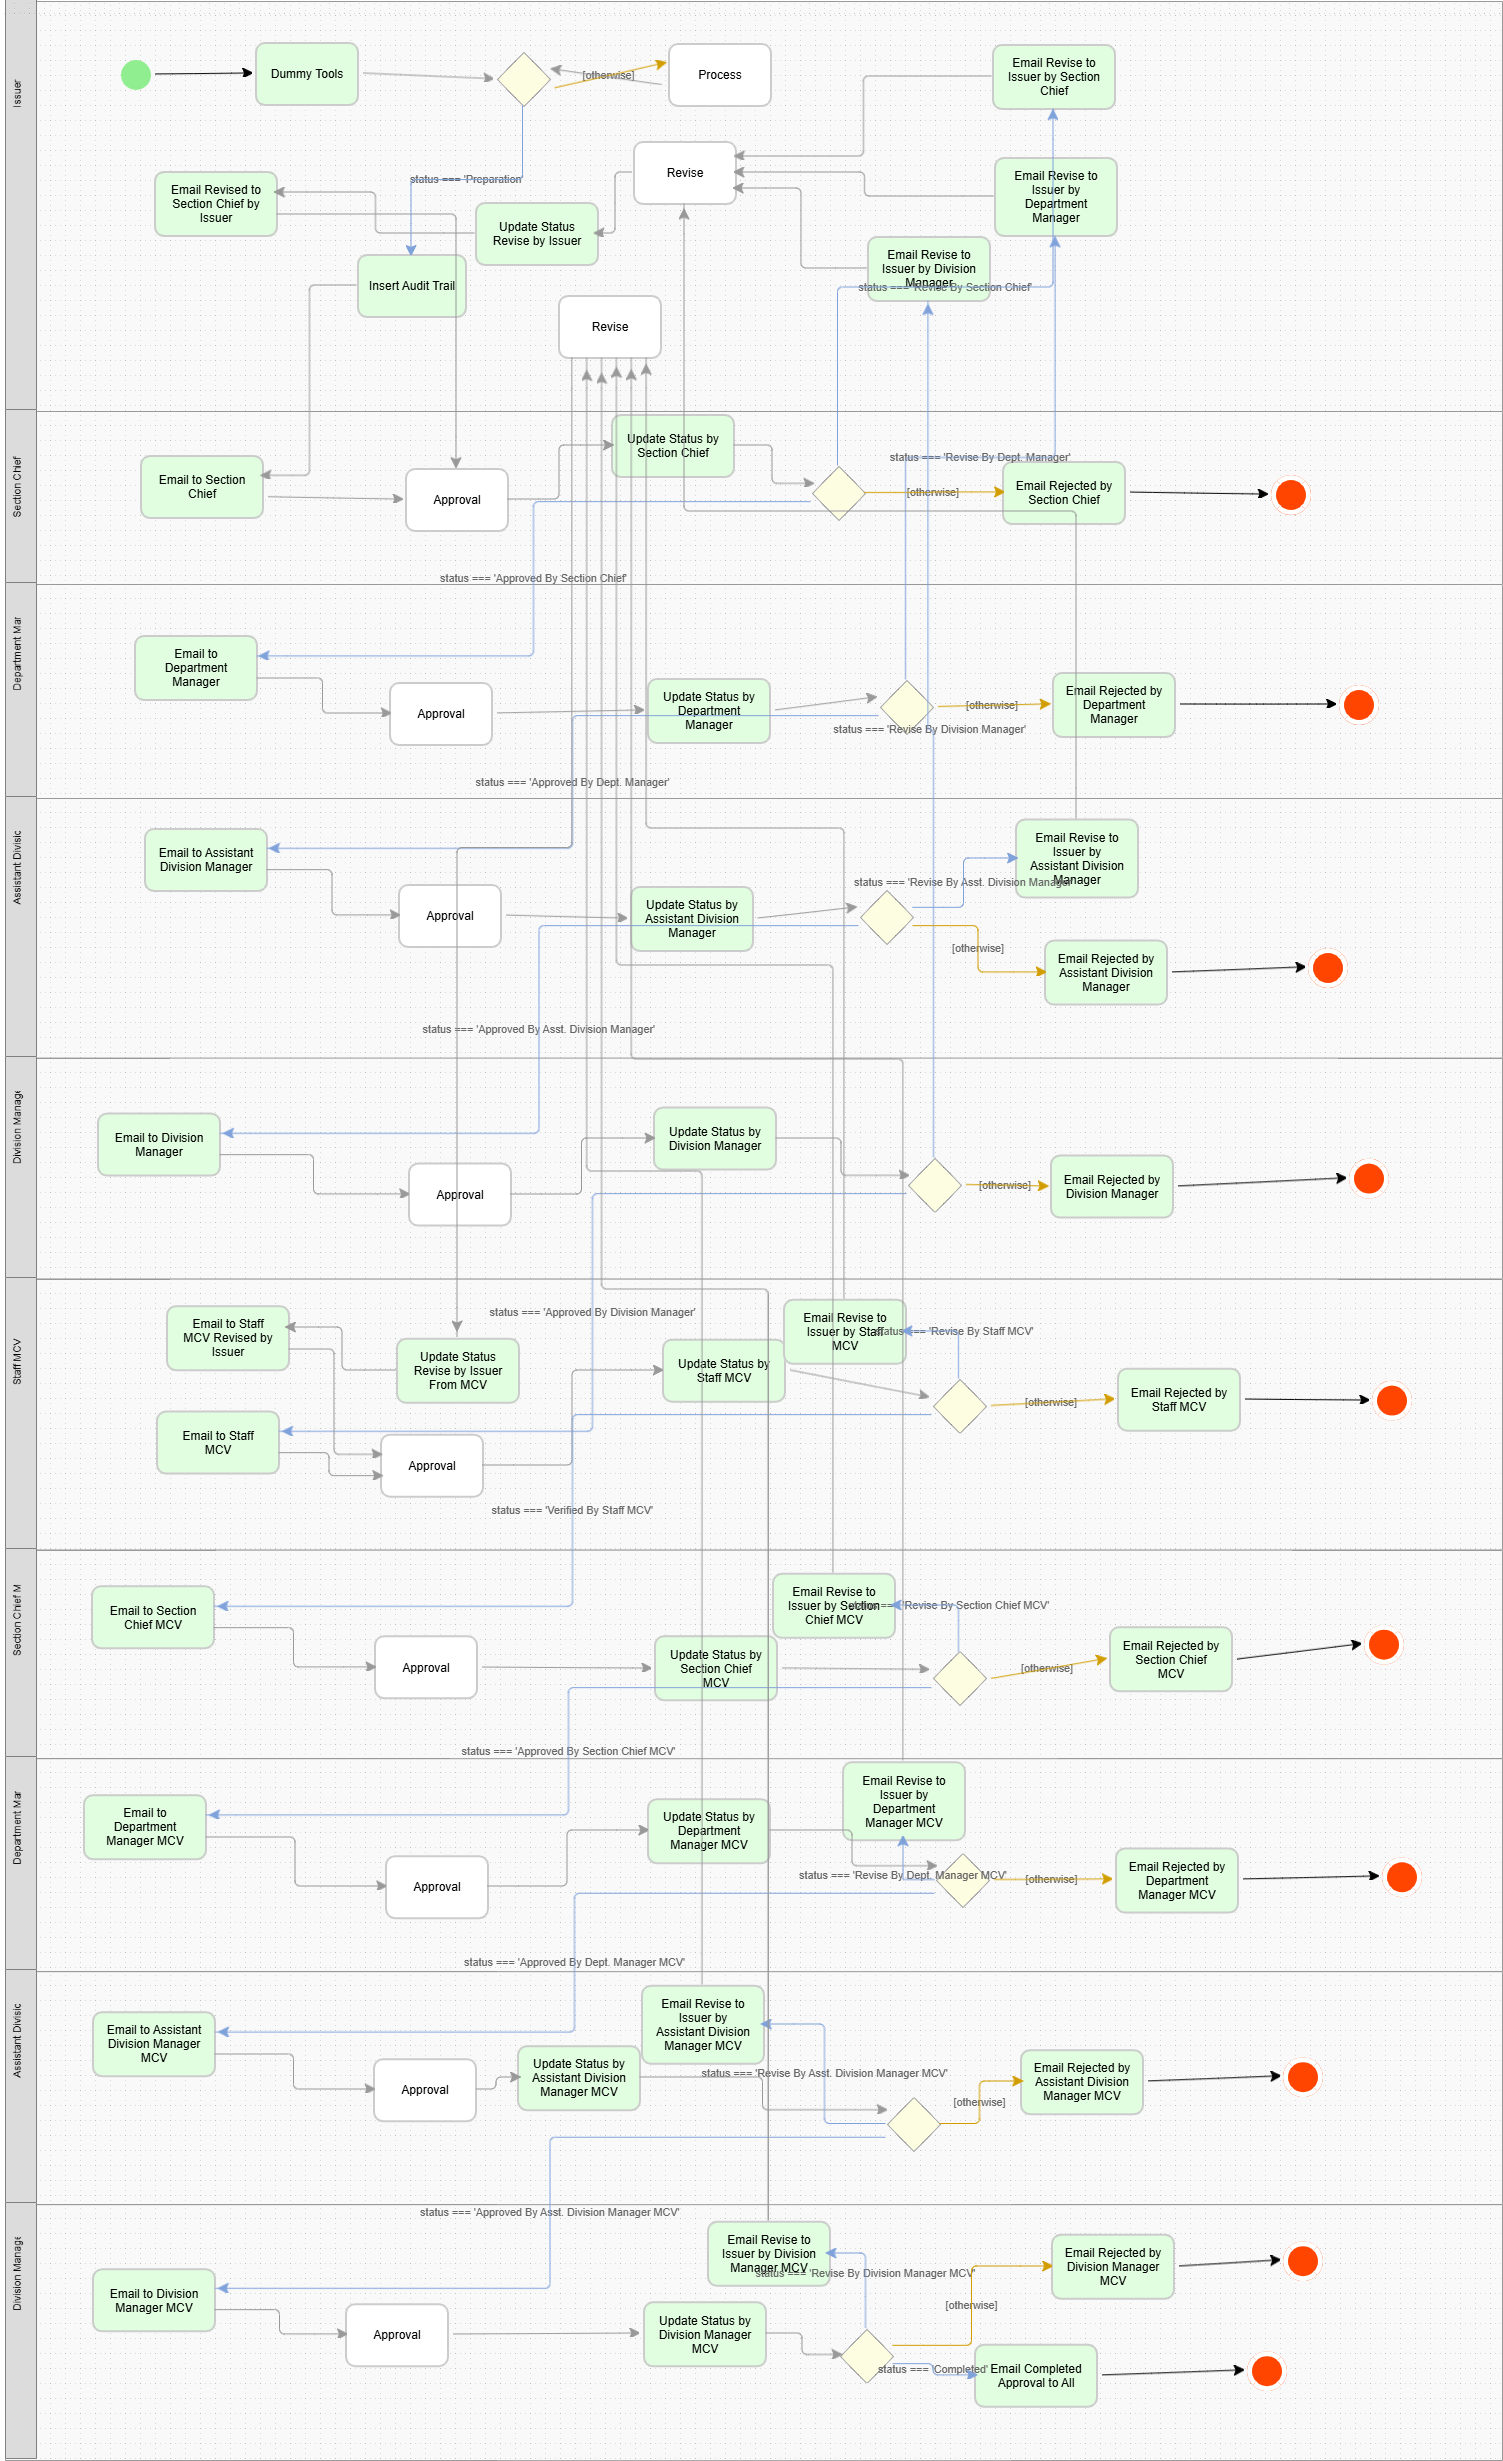 Issuer
Dummy Tools
[otherwise]
Process
Email Revise to
Issuer by Section
Chief
status === 'Preparation'
Revise
Email Revised to
Section Chief by
Issuer
Email Revise to
Issuer by
Department
Manager
Update Status
Revise by Issuer
Insert Audit Trail
Email Revise to
Issuer by Division
Manager
status === 'Revise By Section Chief'
Revise
Section Chief
Update Status by
Section Chief
status === 'Revise By Dept. Manager'
Email to Section
Chief
Approval
[otherwise]
Email Rejected by
Section Chief
status === 'Approved By Section Chief'
Department Mar
Email to
Department
Manager
Approval
Update Status by
Department
Manager
[otherwise]
Email Rejected by
Department
Manager
status === 'Revise By Division Manager'
status === 'Approved By Dept. Manager'
Assistant Divisic
Email to Assistant
Division Manager
Email Revise to
Issuer by
Assistant Division
Manager
status === 'Revise By Asst. Division Manager'
Approval
Update Status by
Assistant Division
Manager
[otherwise]
Email Rejected by
Assistant Division
Manager
status === 'Approved By Asst. Division Manager'
Division Manage
Email to Division
Manager
Update Status by
Division Manager
Approval
[otherwise]
Email Rejected by
Division Manager
Staff MCV
status === 'Approved By Division Manager'
Email to Staff
MCV Revised by
Issuer
Email Revise to
Issuer by Staff
MCV
status === 'Revise By Staff MCV'
Update Status
Revise by Issuer
From MCV
Update Status by
Staff MCV
[otherwise]
Email Rejected by
Staff MCV
Email to Staff
MCV
Approval
status === 'Verified By Staff MCV'
Section Chief M
Email to Section
Chief MCV
Email Revise to
Issuer by Section
Chief MCV
status === 'Revise By Section Chief MCV'
Approval
Update Status by
Section Chief
MCV
[otherwise]
Email Rejected by
Section Chief
MCV
status === 'Approved By Section Chief MCV'
Department Mar
Email to
Department
Manager MCV
Email Revise to
Issuer by
Department
Manager MCV
Update Status by
Department
Manager MCV
status === 'Revise By Dept. Manager MCV'
Approval
[otherwise]
Email Rejected by
Department
Manager MCV
status === 'Approved By Dept. Manager MCV'
Assistant Divisic
Email to Assistant
Division Manager
MCV
Email Revise to
Issuer by
Assistant Division
Manager MCV
status === 'Revise By Asst. Division Manager MCV'
Approval
Update Status by
Assistant Division
Manager MCV
[otherwise]
Email Rejected by
Assistant Division
Manager MCV
status === 'Approved By Asst. Division Manager MCV'
Division Manage
Email to Division
Manager MCV
Email Revise to
Issuer by Division
Manager MCV
status === 'Revise By Division Manager MCV'
Email Rejected by
Division Manager
MCV
[otherwise]
Approval
Update Status by
Division Manager
MCV
status === 'Completed'
Email Completed
Approval to All